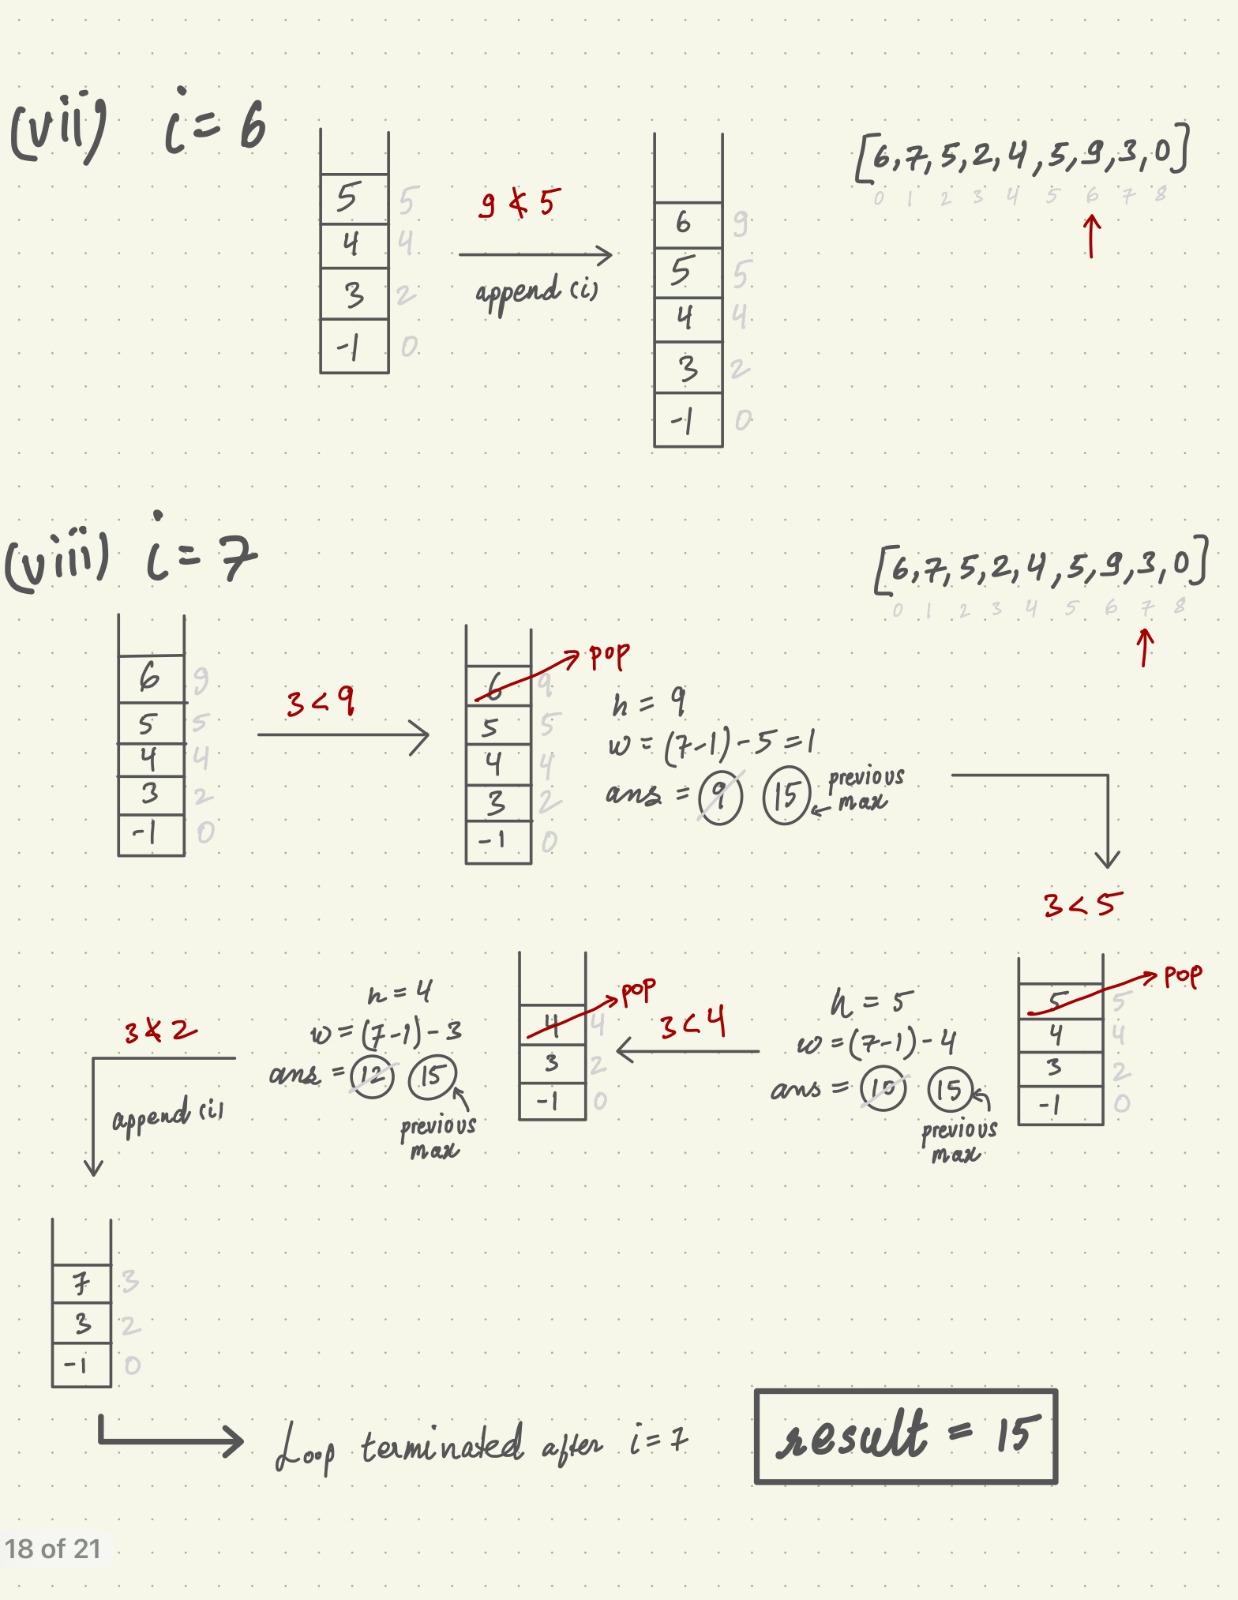 (vii) i = 6
[6,7,5,2,4,5,9,3,0]
0 1 2 3 4 5 6 7 8
5 5
4 4
3 2
-1 0
9 ≮ 5
append(i)
6 9
5 5
4 4
3 2
-1 0
(viii) i = 7
[6,7,5,2,4,5,9,3,0]
0 1 2 3 4 5 6 7 8
6 9
5 5
4 4
3 2
-1 0
3 < 9
pop
6 9
5 5
4 4
3 2
-1 0
h = 9
w = (7-1) - 5 = 1
ans = 9 15
previous
max
3 < 5
pop
5 5
4 4
3 2
-1 0
h = 5
w = (7-1) - 4
ans = 10 15
previous
max
3 < 4
pop
4 4
3 2
-1 0
h = 4
w = (7-1) - 3
ans = 12 15
previous
max
3 ≮ 2
append(i)
7 3
3 2
-1 0
Loop terminated after i = 7
result = 15
18 of 21